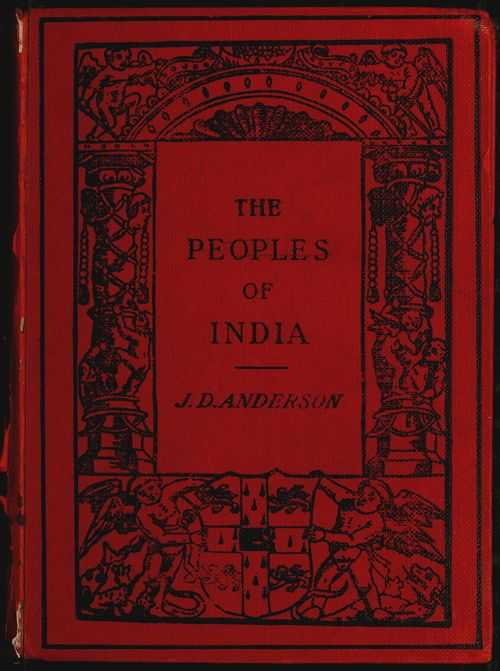 THE
PEOPLES
OF
INDIA
J. D. ANDERSON